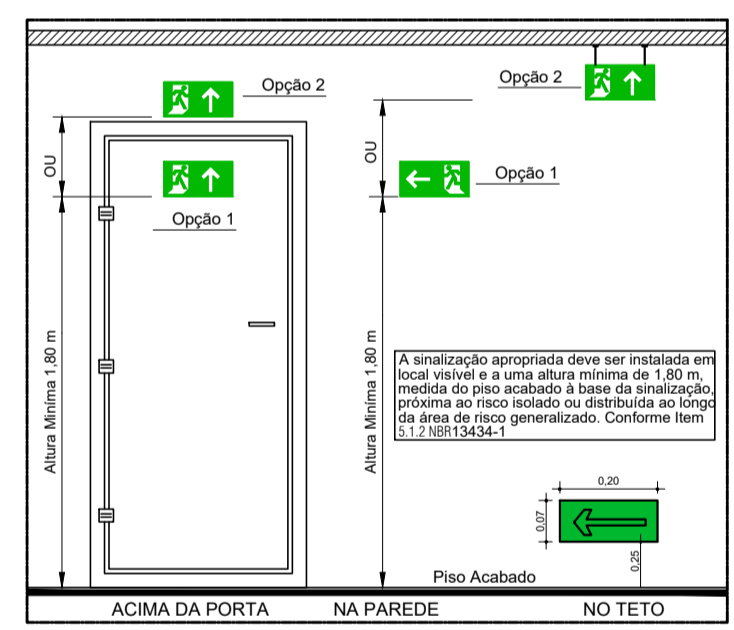 Opção 2
OU
Opção 1
Altura Miníma 1,80 m
Opção 2
OU
Opção 1
Altura Miníma 1,80 m
A sinalização apropriada deve ser instalada em
local visível e a uma altura mínima de 1,80 m,
medida do piso acabado à base da sinalização,
próxima ao risco isolado ou distribuída ao longo
da área de risco generalizado. Conforme Item
5.1.2 NBR13434-1
0,20
0,07
0,25
Piso Acabado
ACIMA DA PORTA
NA PAREDE
NO TETO